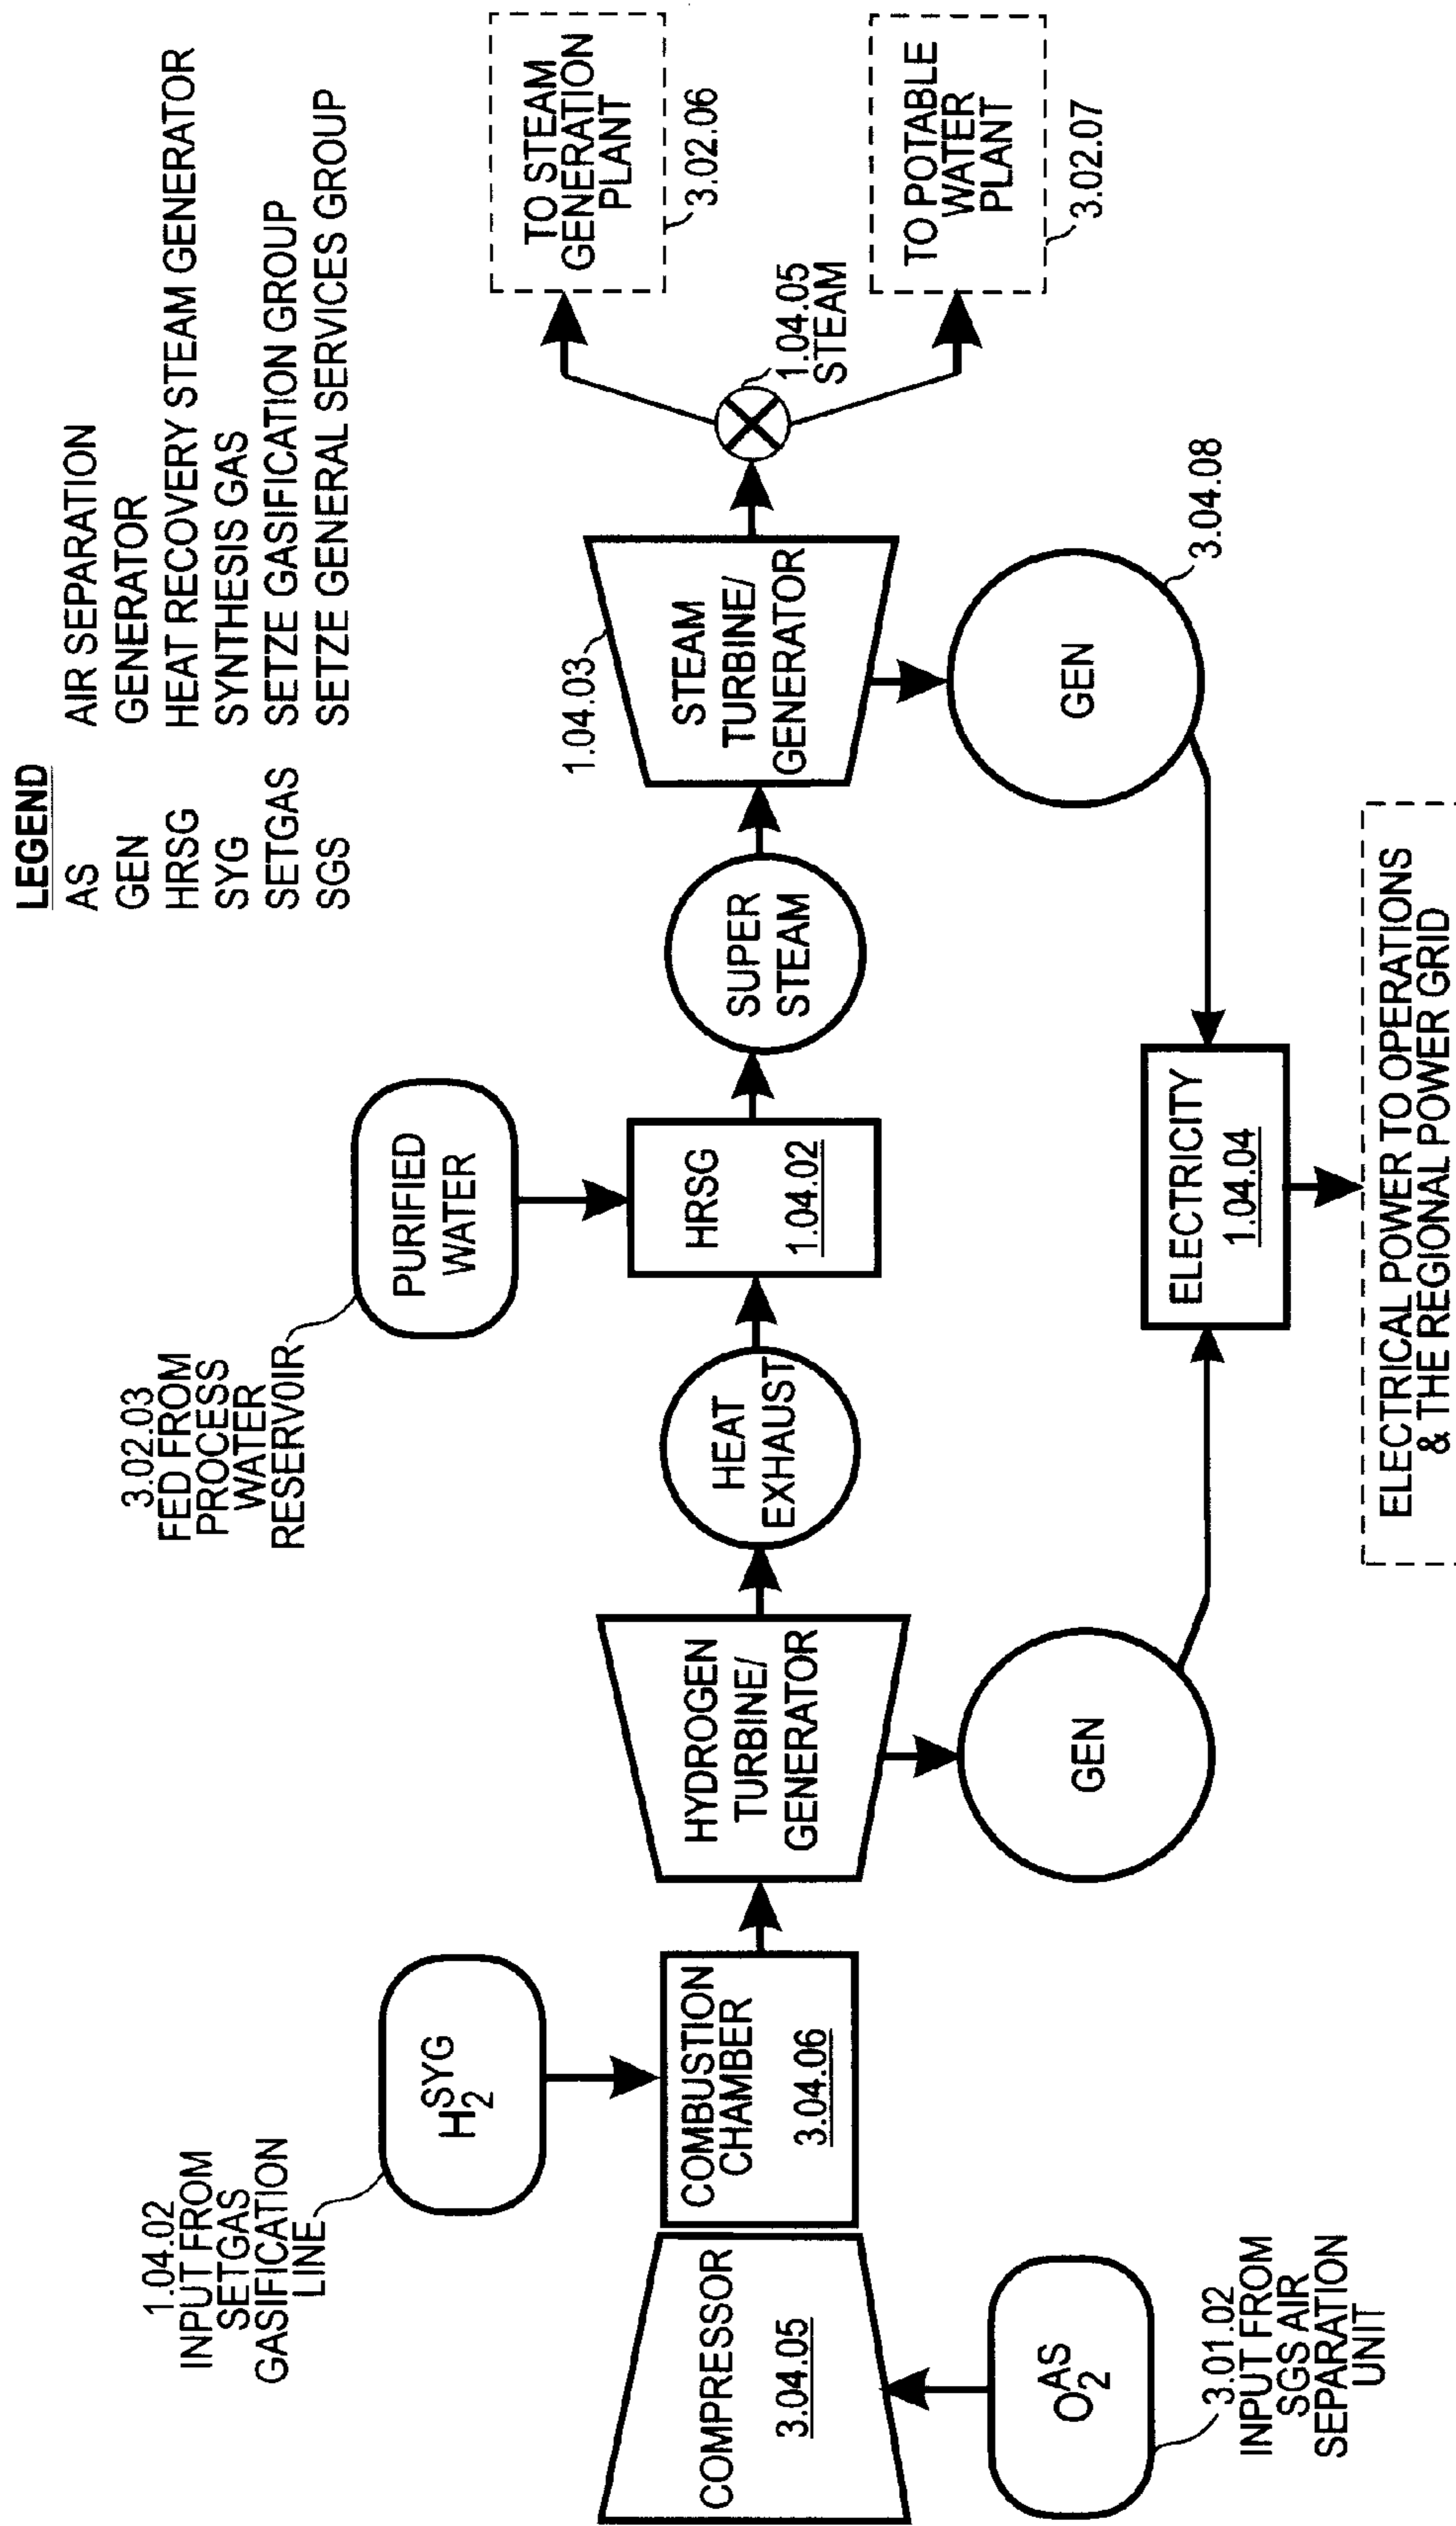 LEGEND
AS AIR SEPARATION
GEN GENERATOR
HRSG HEAT RECOVERY STEAM GENERATOR
SYG SYNTHESIS GAS
SETGAS SETZE GASIFICATION GROUP
SGS SETZE GENERAL SERVICES GROUP
1.04.02
INPUT FROM
SETGAS
GASIFICATION
LINE
H2 SYG
3.02.03
FED FROM
PROCESS
WATER
RESERVOIR
PURIFIED
WATER
COMPRESSOR
3.04.05
COMBUSTION
CHAMBER
3.04.06
HYDROGEN
TURBINE/
GENERATOR
HEAT
EXHAUST
HRSG
1.04.02
SUPER
STEAM
1.04.03
STEAM
TURBINE/
GENERATOR
1.04.05
STEAM
TO STEAM
GENERATION
PLANT
3.02.06
TO POTABLE
WATER
PLANT
3.02.07
O2 AS
3.01.02
INPUT FROM
SGS AIR
SEPARATION
UNIT
GEN
GEN
3.04.08
ELECTRICITY
1.04.04
ELECTRICAL POWER TO OPERATIONS
& THE REGIONAL POWER GRID